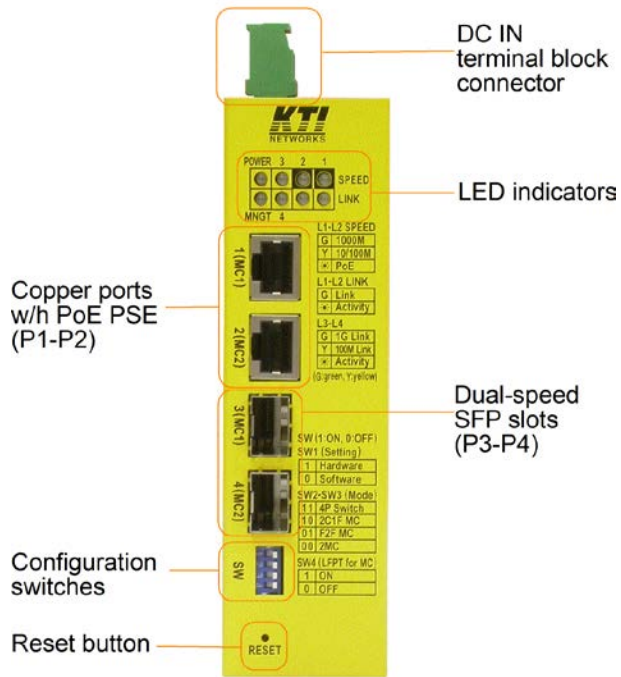 DC IN
terminal block
connector
KTI
NETWORKS
POWER 3 2 1
SPEED
LINK
MNGT 4
LED indicators
L1-L2 SPEED
G 1000M
Y 10/100M
☀ PoE
L1-L2 LINK
G Link
☀ Activity
L3-L4
G 1G Link
Y 100M Link
☀ Activity
(G:green, Y:yellow)
1(MC1)
2(MC2)
Copper ports
w/h PoE PSE
(P1-P2)
3(MC1)
4(MC2)
Dual-speed
SFP slots
(P3-P4)
SW (1:ON, 0:OFF)
SW1 (Setting)
1 Hardware
0 Software
SW2-SW3 (Mode)
11 4P Switch
10 2C1F MC
01 F2F MC
00 2MC
SW4 (LFPT for MC
1 ON
0 OFF
Configuration
switches
SW
Reset button
RESET